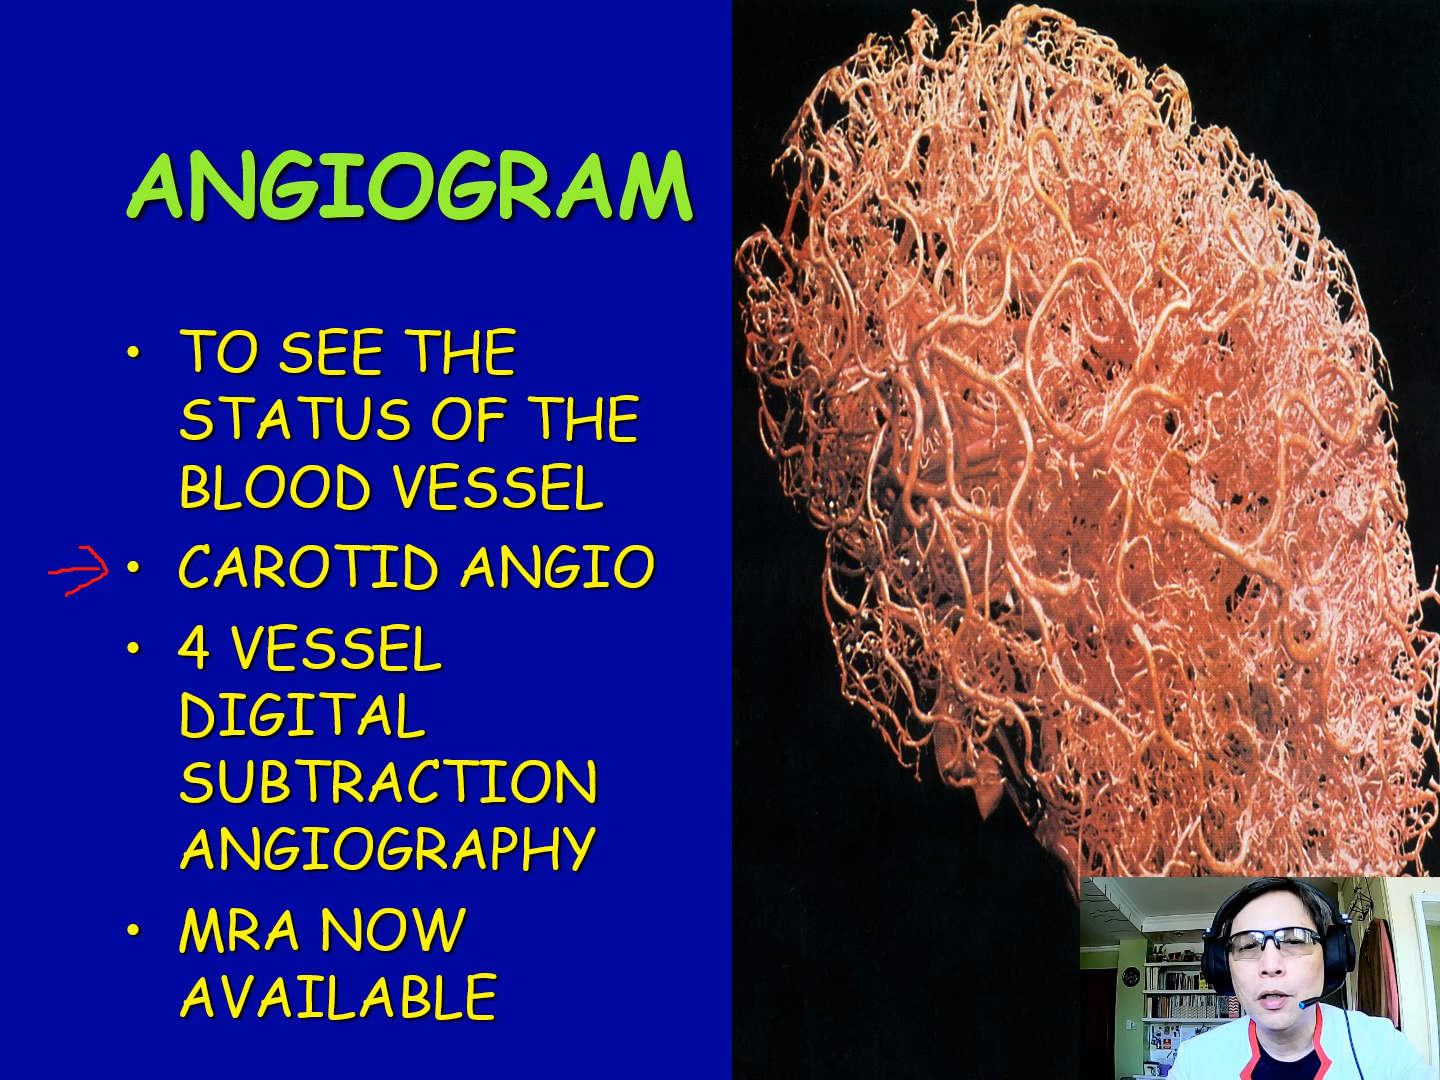 ANGIOGRAM
• TO SEE THE
STATUS OF THE
BLOOD VESSEL
• CAROTID ANGIO
• 4 VESSEL
DIGITAL
SUBTRACTION
ANGIOGRAPHY
• MRA NOW
AVAILABLE